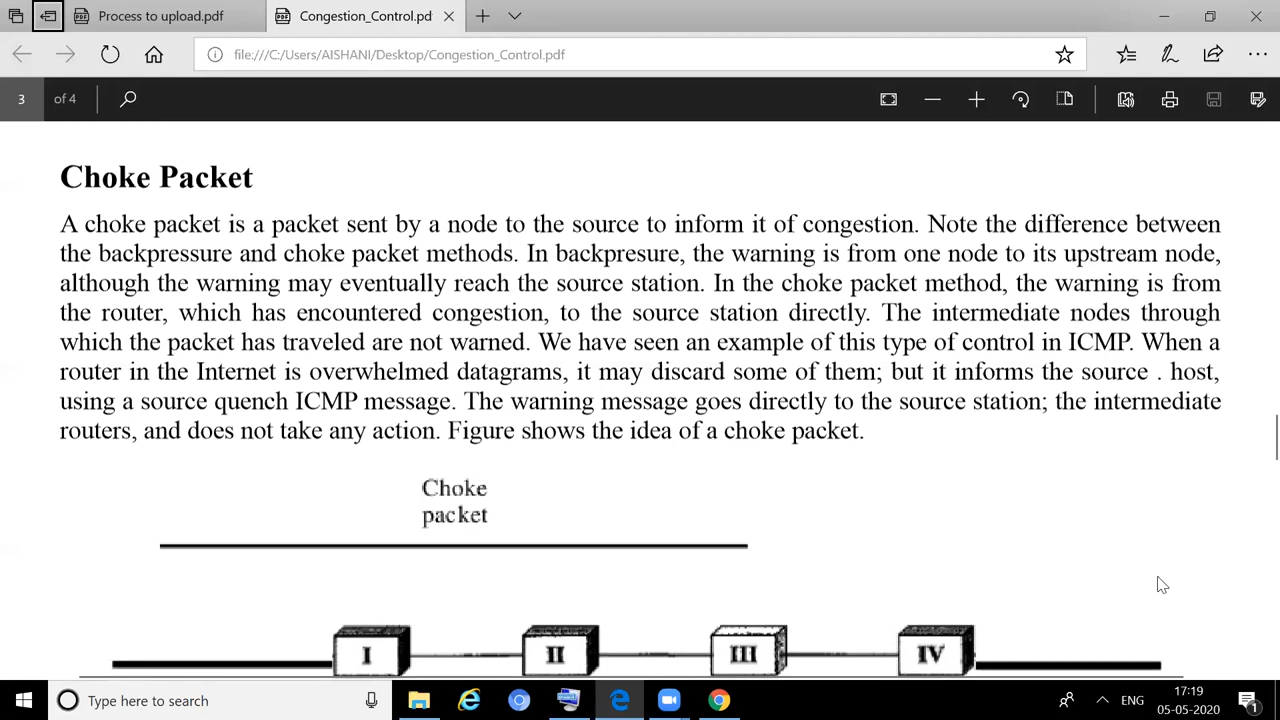 Process to upload.pdf
Congestion_Control.pd
file:///C:/Users/AISHANI/Desktop/Congestion_Control.pdf
3 of 4
Choke Packet
A choke packet is a packet sent by a node to the source to inform it of congestion. Note the difference between
the backpressure and choke packet methods. In backpresure, the warning is from one node to its upstream node,
although the warning may eventually reach the source station. In the choke packet method, the warning is from
the router, which has encountered congestion, to the source station directly. The intermediate nodes through
which the packet has traveled are not warned. We have seen an example of this type of control in ICMP. When a
router in the Internet is overwhelmed datagrams, it may discard some of them; but it informs the source . host,
using a source quench ICMP message. The warning message goes directly to the source station; the intermediate
routers, and does not take any action. Figure shows the idea of a choke packet.
Choke
packet
I II III IV
Type here to search
ENG
17:19
05-05-2020
1